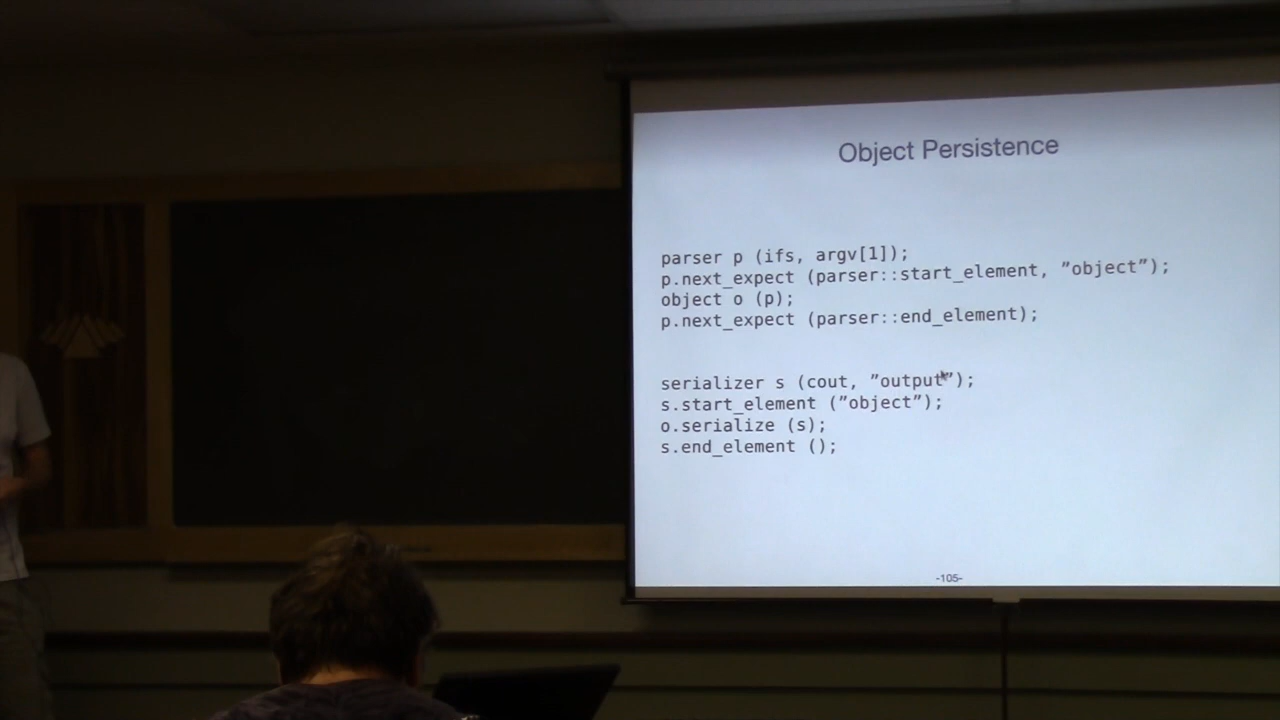 Object Persistence
parser p (ifs, argv[1]);
p.next_expect (parser::start_element, ”object”);
object o (p);
p.next_expect (parser::end_element);
serializer s (cout, ”output”);
s.start_element (”object”);
o.serialize (s);
s.end_element ();
-105-